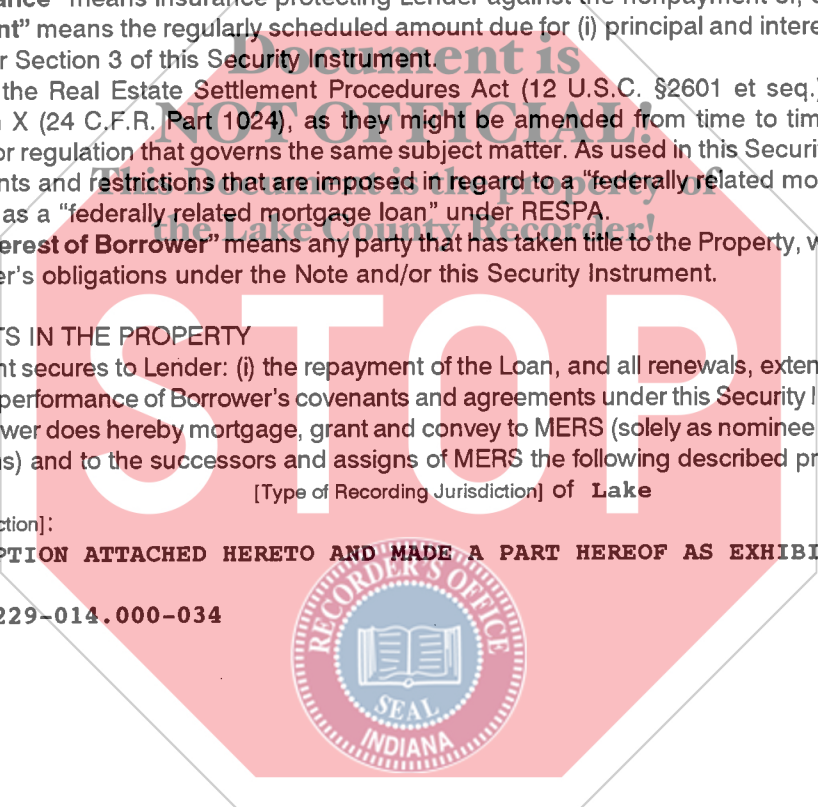 ance” means insurance protecting Lender against the nonpayment of,
nt” means the regularly scheduled amount due for (i) principal and intere
r Section 3 of this Security Instrument.
Document is
the Real Estate Settlement Procedures Act (12 U.S.C. §2601 et seq.)
X (24 C.F.R. Part 1024), as they might be amended from time to tim
NOT OFFICIAL!
or regulation that governs the same subject matter. As used in this Securit
nts and restrictions that are imposed in regard to a “federally related mo
This Document is the property of
as a “federally related mortgage loan” under RESPA.
the Lake County Recorder!
erest of Borrower” means any party that has taken title to the Property, w
er’s obligations under the Note and/or this Security Instrument.
TS IN THE PROPERTY
nt secures to Lender: (i) the repayment of the Loan, and all renewals, exten
performance of Borrower’s covenants and agreements under this Security I
wer does hereby mortgage, grant and convey to MERS (solely as nominee
ns) and to the successors and assigns of MERS the following described pr
STOP
[Type of Recording Jurisdiction] of Lake
ction]:
PTION ATTACHED HERETO AND MADE A PART HEREOF AS EXHIBI
229-014.000-034
RECORDER'S OFFICE
SEAL
INDIANA